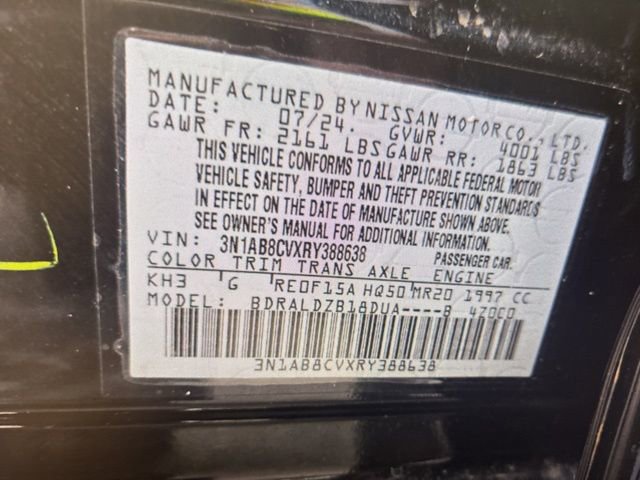 MANUFACTURED BY NISSAN MOTOR CO., LTD.
DATE: 07/24. GVWR: 4001 LBS
GAWR FR: 2161 LBS GAWR RR: 1863 LBS
THIS VEHICLE CONFORMS TO ALL APPLICABLE FEDERAL MOTOR
VEHICLE SAFETY, BUMPER AND THEFT PREVENTION STANDARDS
IN EFFECT ON THE DATE OF MANUFACTURE SHOWN ABOVE.
SEE OWNER'S MANUAL FOR ADDITIONAL INFORMATION.
VIN: 3N1AB8CVXRY388638 PASSENGER CAR.
COLOR TRIM TRANS AXLE ENGINE
KH3 G RE0F15A HQ50 MR20 1997 CC
MODEL: BDRALDZB18DUA----B 4Z0C0
3N1AB8CVXRY388638